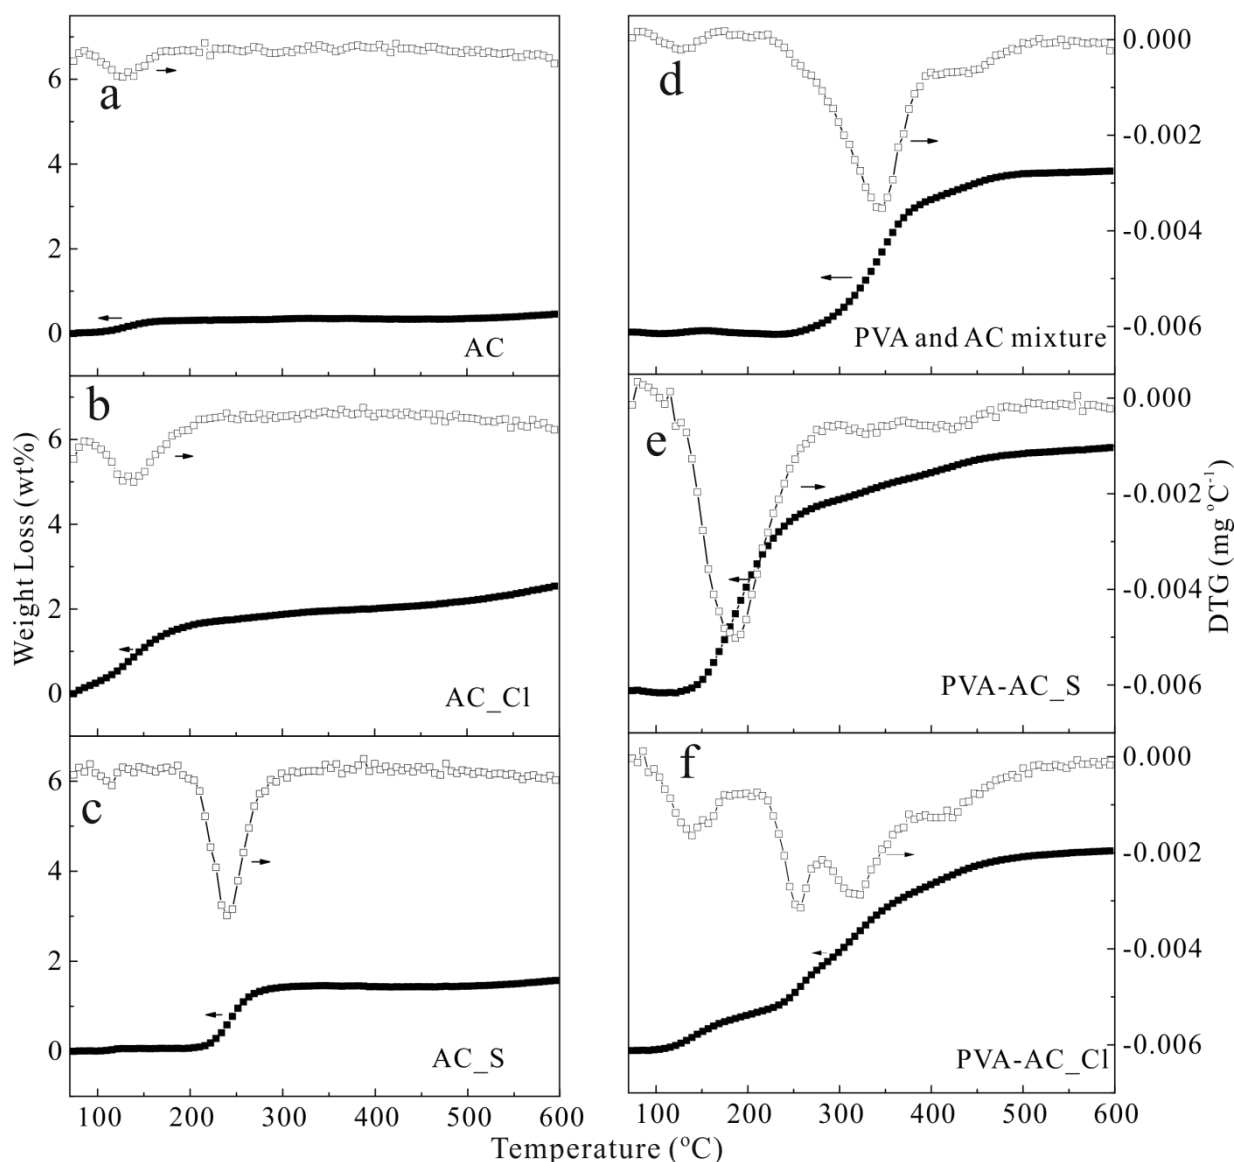 a
6
4
2
0
AC
b
6
4
2
0
AC_Cl
c
6
4
2
0
AC_S
100 200 300 400 500 600
Weight Loss (wt%)
d
0.000
-0.002
-0.004
-0.006
PVA and AC mixture
e
0.000
-0.002
-0.004
-0.006
PVA-AC_S
f
0.000
-0.002
-0.004
-0.006
PVA-AC_Cl
100 200 300 400 500 600
DTG (mg °C⁻¹)
Temperature (°C)